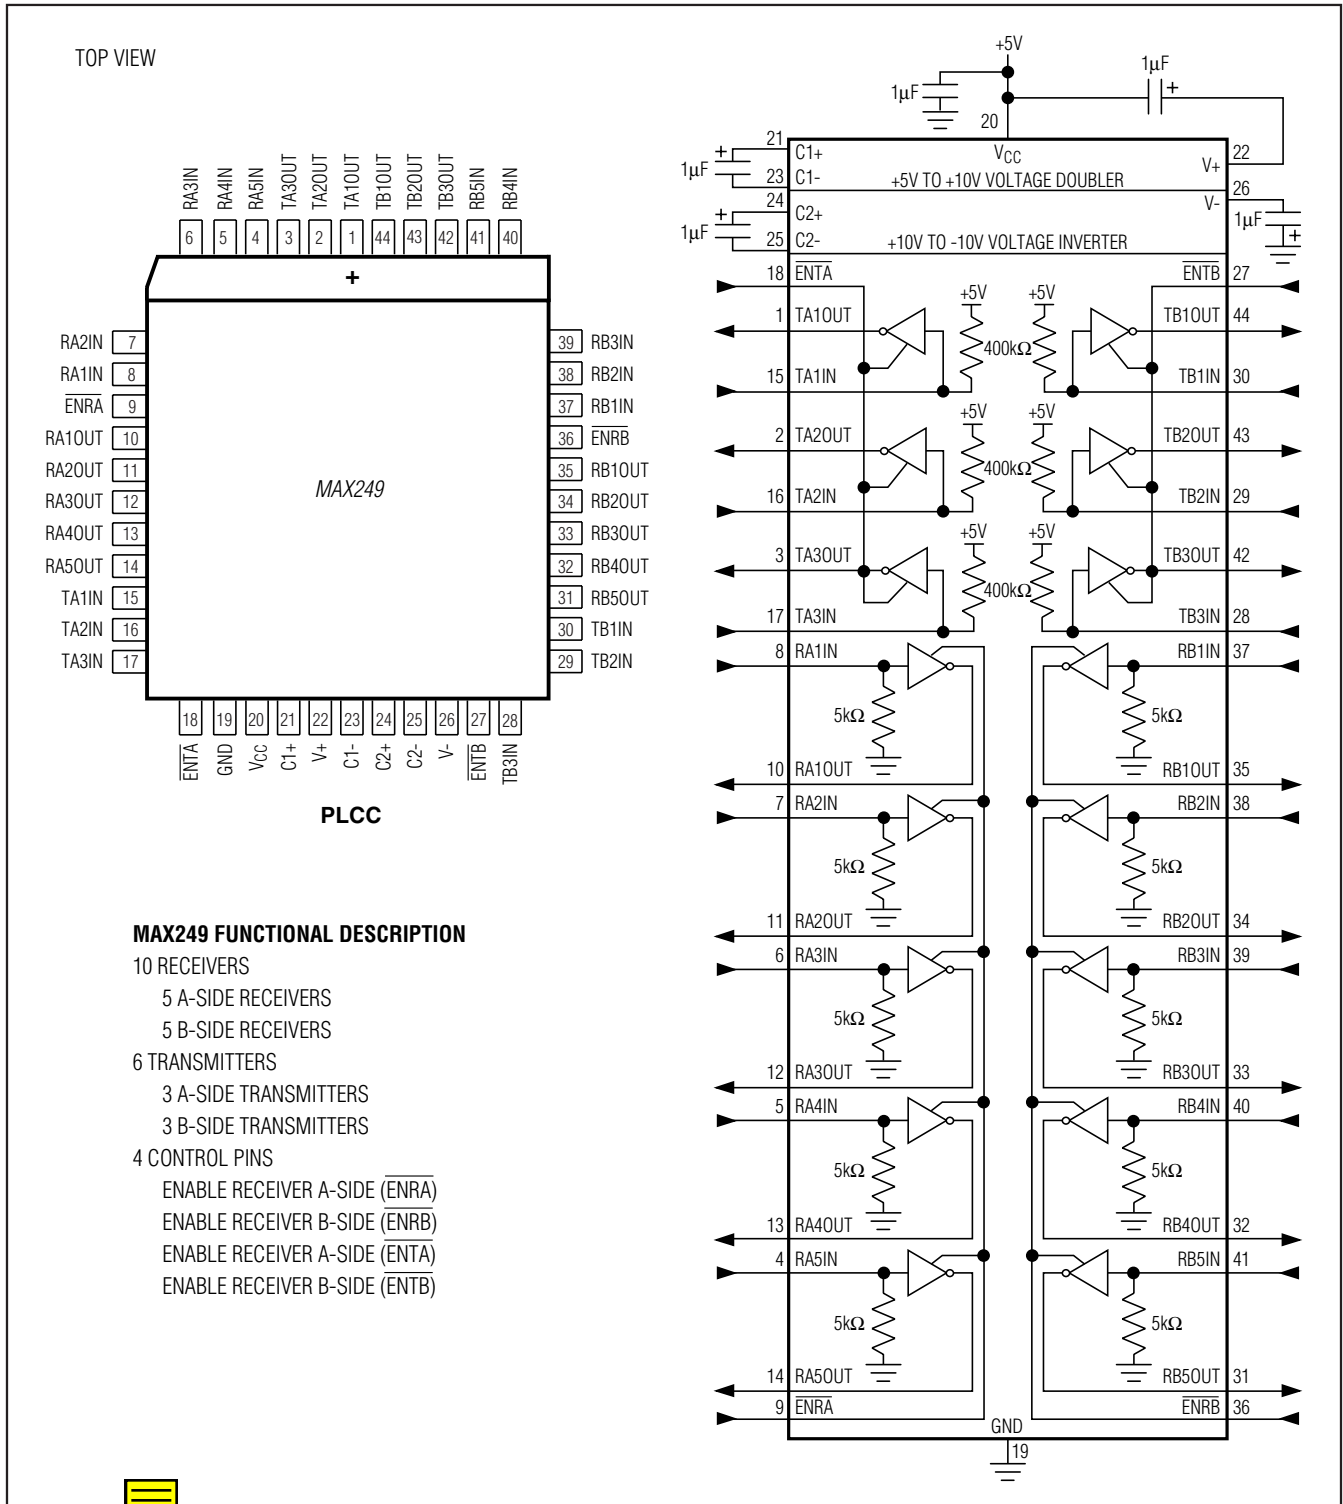 TOP VIEW
RA3IN
RA4IN
RA5IN
TA3OUT
TA2OUT
TA1OUT
TB1OUT
TB2OUT
TB3OUT
RB5IN
RB4IN
6 5 4 3 2 1 44 43 42 41 40
+
RA2IN 7
RA1IN 8
E̅N̅R̅A̅ 9
RA1OUT 10
RA2OUT 11
RA3OUT 12
RA4OUT 13
RA5OUT 14
TA1IN 15
TA2IN 16
TA3IN 17
MAX249
39 RB3IN
38 RB2IN
37 RB1IN
36 E̅N̅R̅B̅
35 RB1OUT
34 RB2OUT
33 RB3OUT
32 RB4OUT
31 RB5OUT
30 TB1IN
29 TB2IN
18 19 20 21 22 23 24 25 26 27 28
E̅N̅T̅A̅
GND
VCC
C1+
V+
C1-
C2+
C2-
V-
E̅N̅T̅B̅
TB3IN
PLCC
MAX249 FUNCTIONAL DESCRIPTION
10 RECEIVERS
5 A-SIDE RECEIVERS
5 B-SIDE RECEIVERS
6 TRANSMITTERS
3 A-SIDE TRANSMITTERS
3 B-SIDE TRANSMITTERS
4 CONTROL PINS
ENABLE RECEIVER A-SIDE (E̅N̅R̅A̅)
ENABLE RECEIVER B-SIDE (E̅N̅R̅B̅)
ENABLE RECEIVER A-SIDE (E̅N̅T̅A̅)
ENABLE RECEIVER B-SIDE (E̅N̅T̅B̅)
+5V
1µF
1µF +
20
21 C1+ VCC V+ 22
+ 1µF
23 C1- +5V TO +10V VOLTAGE DOUBLER
26 V-
24 C2+
+ 1µF
1µF +
25 C2- +10V TO -10V VOLTAGE INVERTER
18 E̅N̅T̅A̅ E̅N̅T̅B̅ 27
+5V +5V
1 TA1OUT TB1OUT 44
400kΩ
15 TA1IN TB1IN 30
+5V +5V
2 TA2OUT TB2OUT 43
400kΩ
16 TA2IN TB2IN 29
+5V +5V
3 TA3OUT TB3OUT 42
400kΩ
17 TA3IN TB3IN 28
8 RA1IN RB1IN 37
5kΩ 5kΩ
10 RA1OUT RB1OUT 35
7 RA2IN RB2IN 38
5kΩ 5kΩ
11 RA2OUT RB2OUT 34
6 RA3IN RB3IN 39
5kΩ 5kΩ
12 RA3OUT RB3OUT 33
5 RA4IN RB4IN 40
5kΩ 5kΩ
13 RA4OUT RB4OUT 32
4 RA5IN RB5IN 41
5kΩ 5kΩ
14 RA5OUT RB5OUT 31
9 E̅N̅R̅A̅ E̅N̅R̅B̅ 36
GND
19